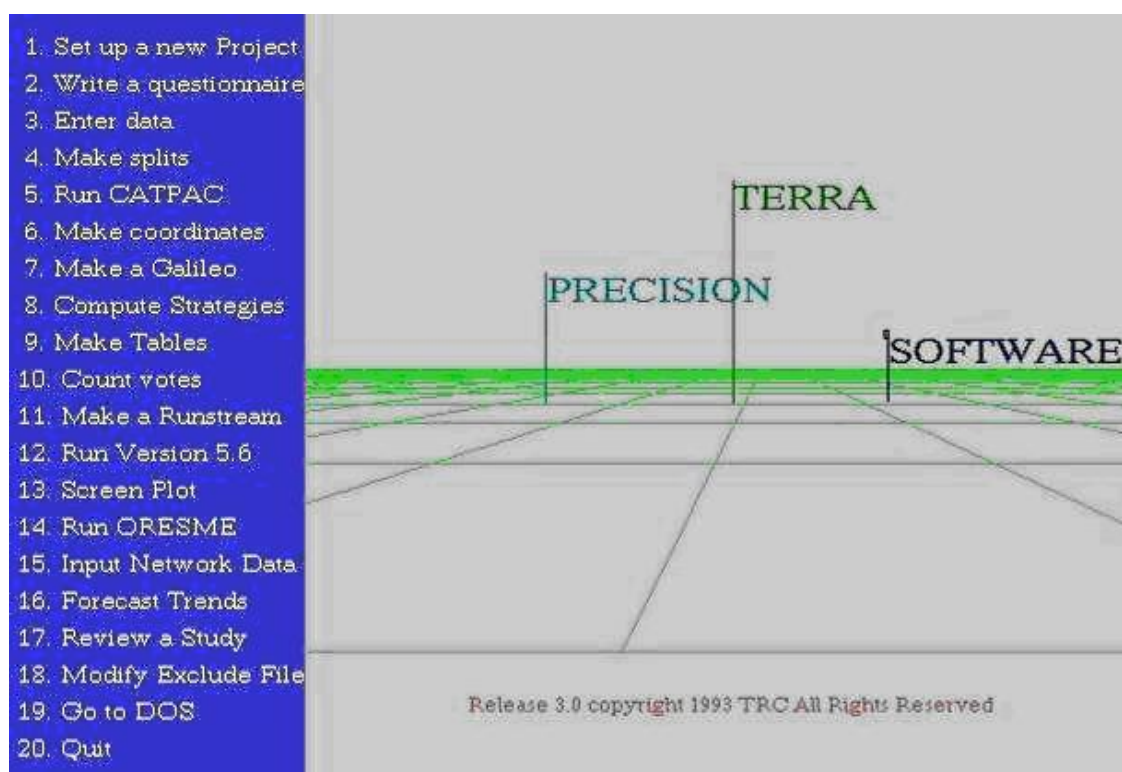 1. Set up a new Project
2. Write a questionnaire
3. Enter data
4. Make splits
5. Run CATPAC
6. Make coordinates
7. Make a Galileo
8. Compute Strategies
9. Make Tables
10. Count votes
11. Make a Runstream
12. Run Version 5.6
13. Screen Plot
14. Run ORESME
15. Input Network Data
16. Forecast Trends
17. Review a Study
18. Modify Exclude File
19. Go to DOS
20. Quit
TERRA
PRECISION
SOFTWARE
Release 3.0 copyright 1993 TRC All Rights Reserved